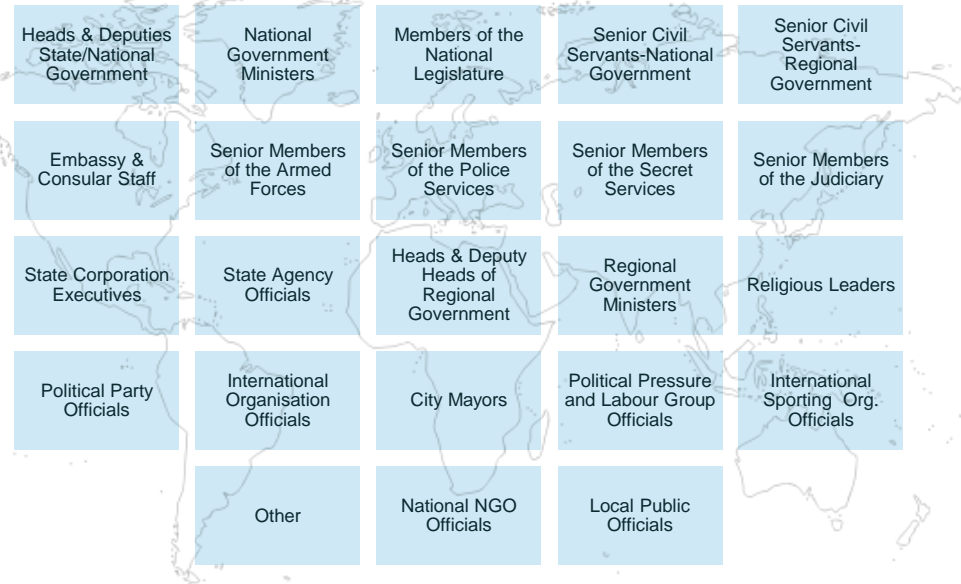 Heads & Deputies
State/National
Government
National
Government
Ministers
Members of the
National
Legislature
Senior Civil
Servants-National
Government
Senior Civil
Servants-
Regional
Government
Embassy &
Consular Staff
Senior Members
of the Armed
Forces
Senior Members
of the Police
Services
Senior Members
of the Secret
Services
Senior Members
of the Judiciary
State Corporation
Executives
State Agency
Officials
Heads & Deputy
Heads of
Regional
Government
Regional
Government
Ministers
Religious Leaders
Political Party
Officials
International
Organisation
Officials
City Mayors
Political Pressure
and Labour Group
Officials
International
Sporting Org.
Officials
Other
National NGO
Officials
Local Public
Officials